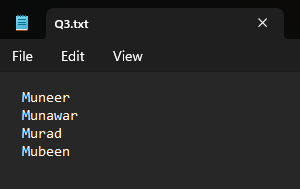 Q3.txt
File Edit View
Muneer
Munawar
Murad
Mubeen